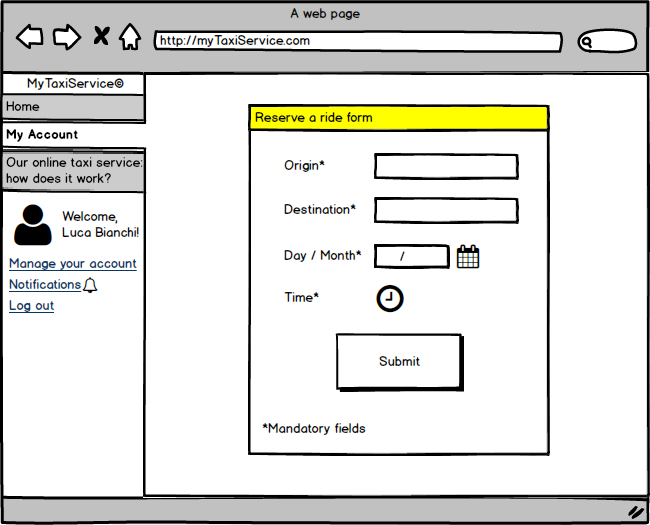 A web page
http://myTaxiService.com
MyTaxiService©
Home
My Account
Our online taxi service:
how does it work?
Welcome,
Luca Bianchi!
Manage your account
Notifications
Log out
Reserve a ride form
Origin*
Destination*
Day / Month* /
Time*
Submit
*Mandatory fields